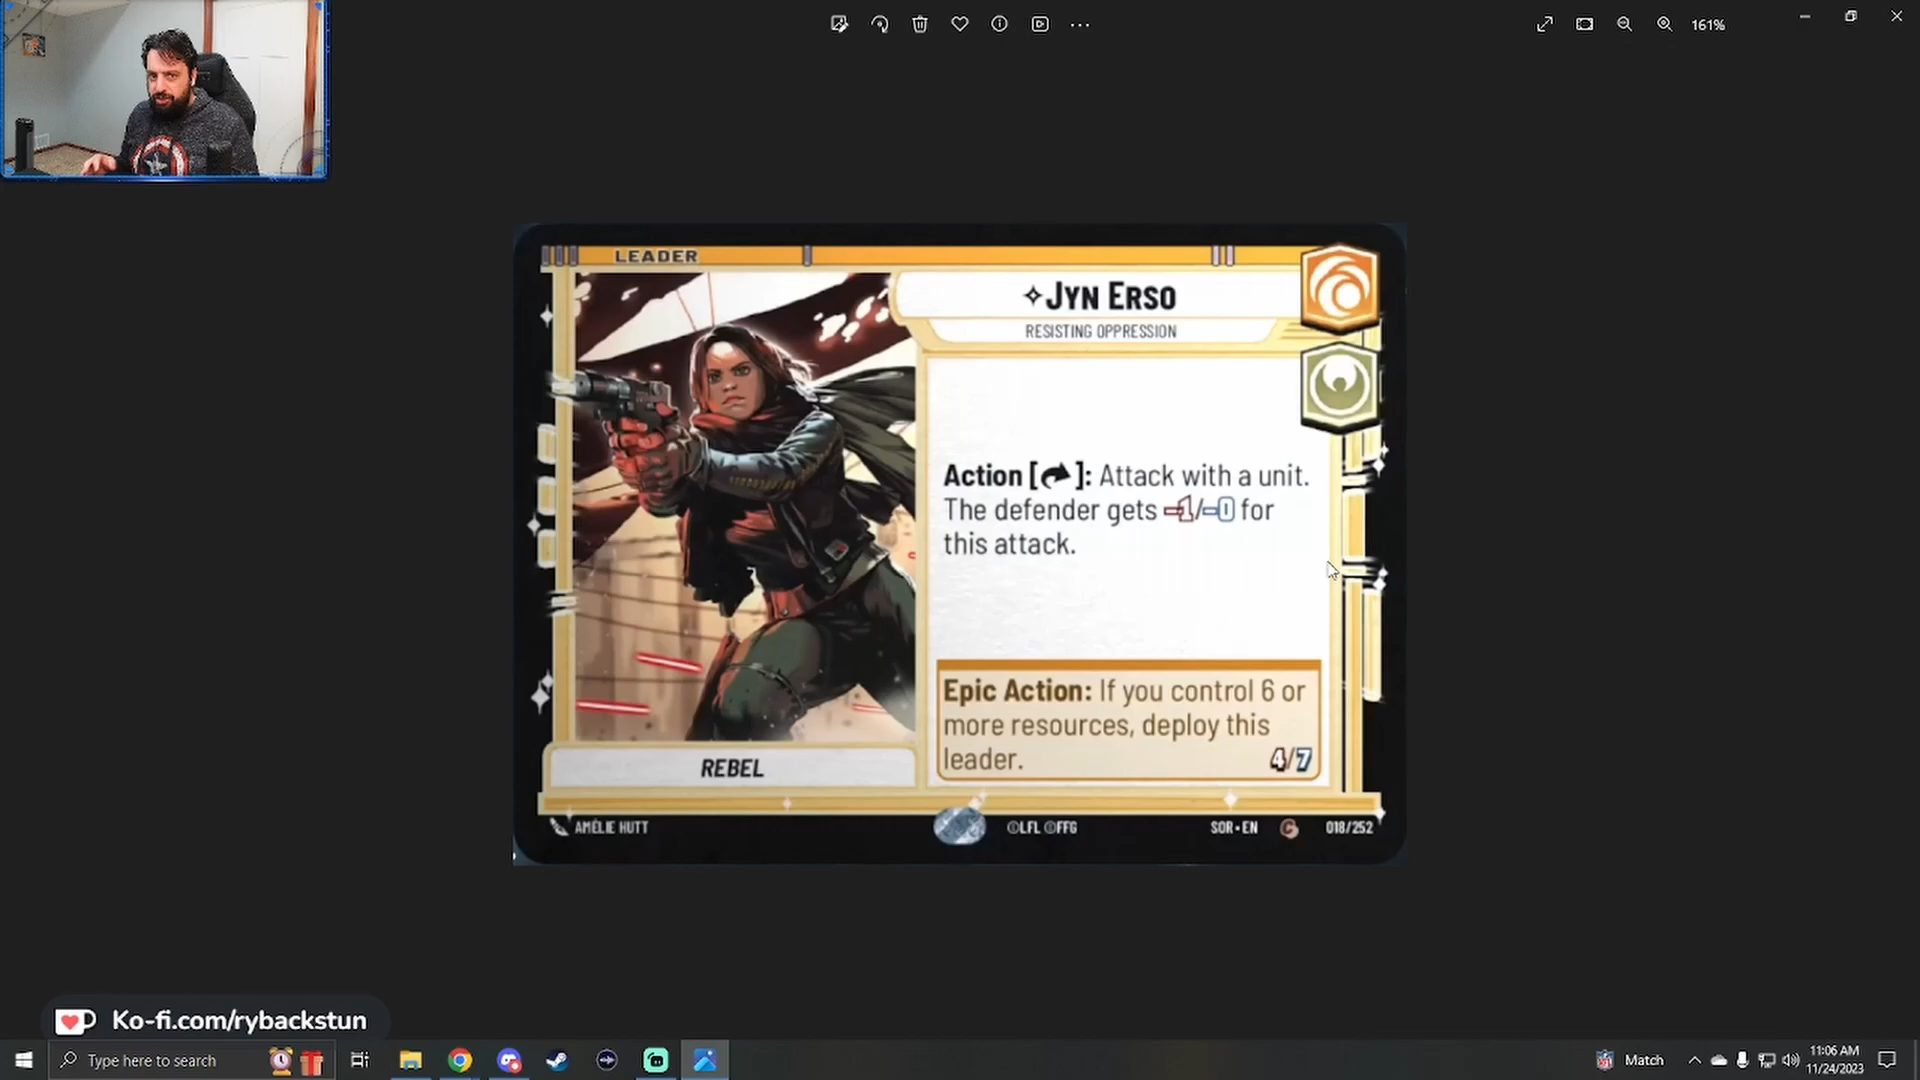 161%
LEADER
JYN ERSO
RESISTING OPPRESSION
Action [ ]: Attack with a unit.
The defender gets -1/-0 for
this attack.
Epic Action: If you control 6 or
more resources, deploy this
leader.
4/7
REBEL
AMÉLIE HUTT
©LFL ©FFG
SOR • EN
C
018/252
Ko-fi.com/rybackstun
Type here to search
Match
11:06 AM
11/24/2023